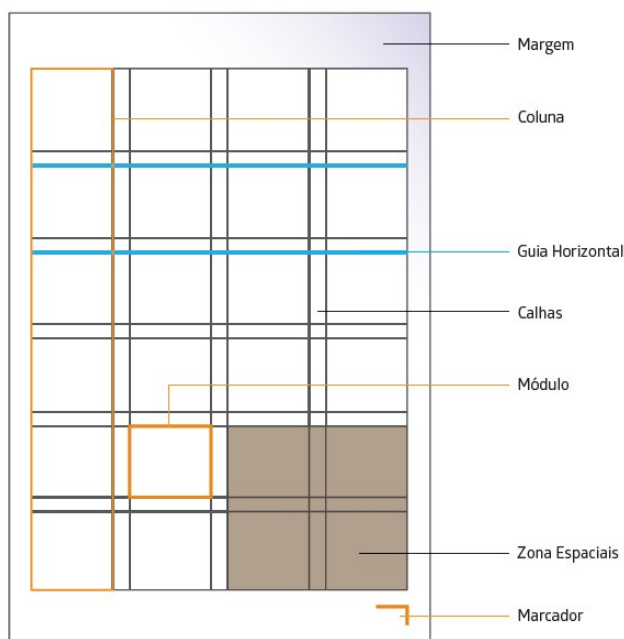 Margem
Coluna
Guia Horizontal
Calhas
Módulo
Zona Espaciais
Marcador